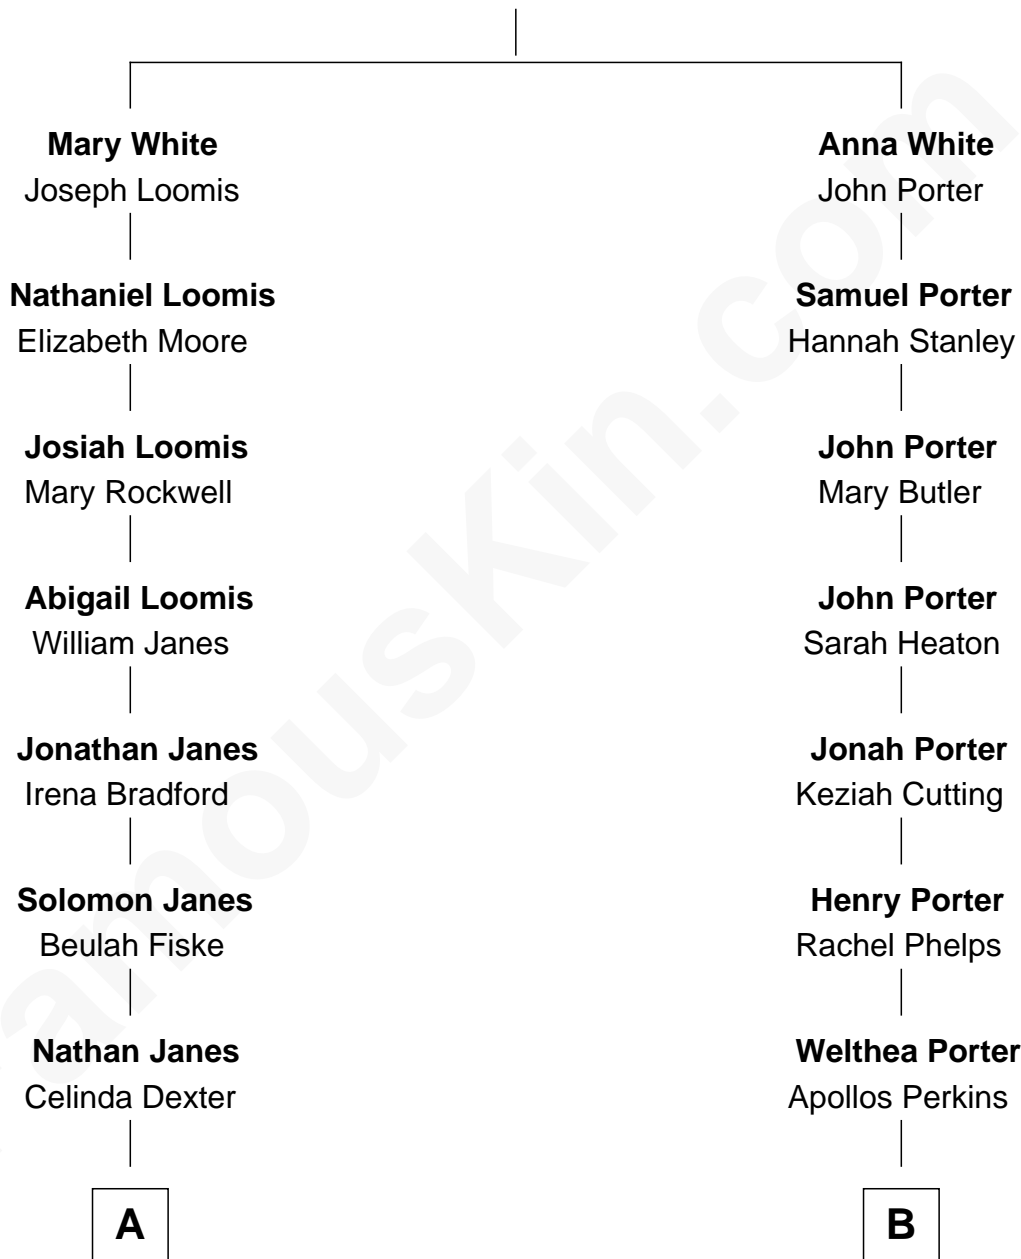 Mary White
Joseph Loomis
Nathaniel Loomis
Elizabeth Moore
Josiah Loomis
Mary Rockwell
Abigail Loomis
William Janes
Jonathan Janes
Irena Bradford
Solomon Janes
Beulah Fiske
Nathan Janes
Celinda Dexter
A
Anna White
John Porter
Samuel Porter
Hannah Stanley
John Porter
Mary Butler
John Porter
Sarah Heaton
Jonah Porter
Keziah Cutting
Henry Porter
Rachel Phelps
Welthea Porter
Apollos Perkins
B
amousKin.com